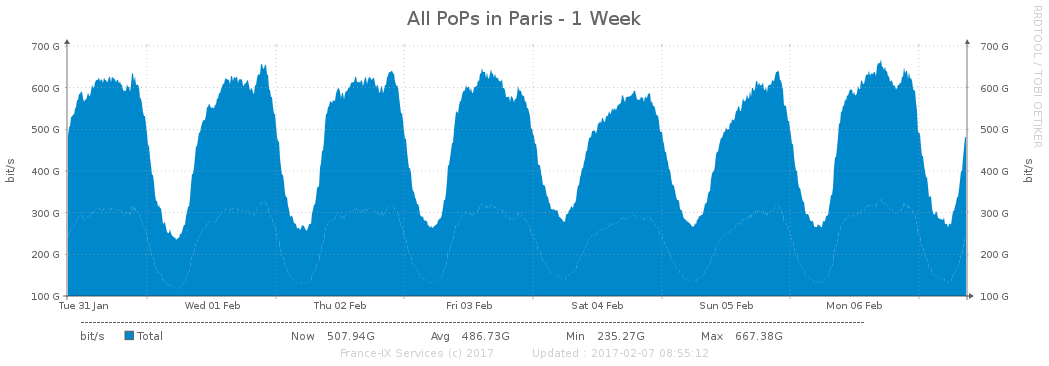 All PoPs in Paris - 1 Week
RRDTOOL / TOBI OETIKER
700 G 700 G
600 G 600 G
500 G 500 G
400 G 400 G
300 G 300 G
200 G 200 G
100 G 100 G
bit/s bit/s
Tue 31 Jan Wed 01 Feb Thu 02 Feb Fri 03 Feb Sat 04 Feb Sun 05 Feb Mon 06 Feb
bit/s Total Now 507.94G Avg 486.73G Min 235.27G Max 667.38G
France-IX Services (c) 2017 Updated : 2017-02-07 08:55:12